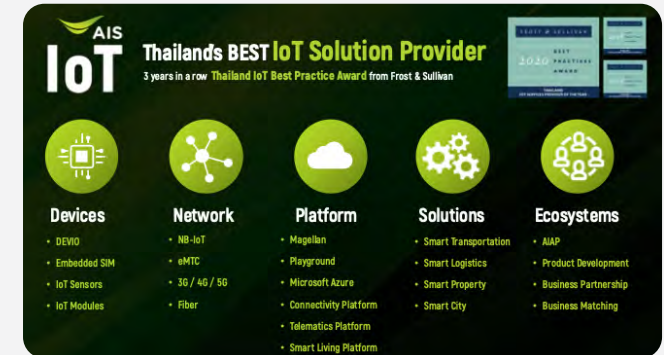 AIS
IoT
Thailand's BEST IoT Solution Provider
3 years in a row Thailand IoT Best Practice Award from Frost & Sullivan
FROST & SULLIVAN
2020
BEST
PRACTICES
AWARD
Devices
• DEVIO
• Embedded SIM
• IoT Sensors
• IoT Modules
Network
• NB-IoT
• eMTC
• 3G / 4G / 5G
• Fiber
Platform
• Magellan
• Playground
• Microsoft Azure
• Connectivity Platform
• Telematics Platform
• Smart Living Platform
Solutions
• Smart Transportation
• Smart Logistics
• Smart Property
• Smart City
Ecosystems
• AIAP
• Product Development
• Business Partnership
• Business Matching